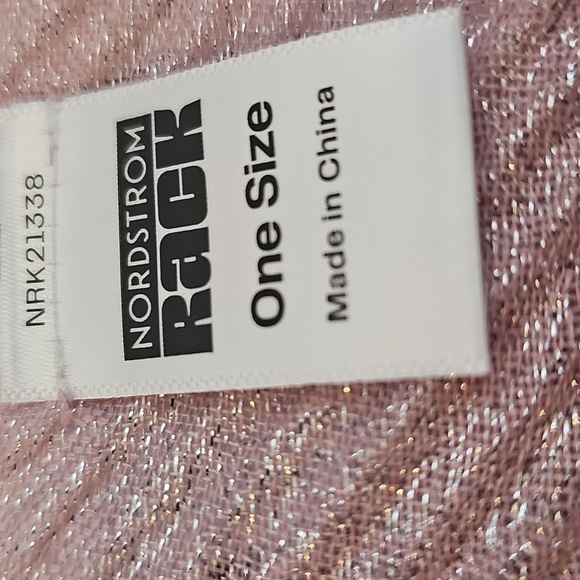 NRK21338
NORDSTROM
Rack
One Size
Made in China